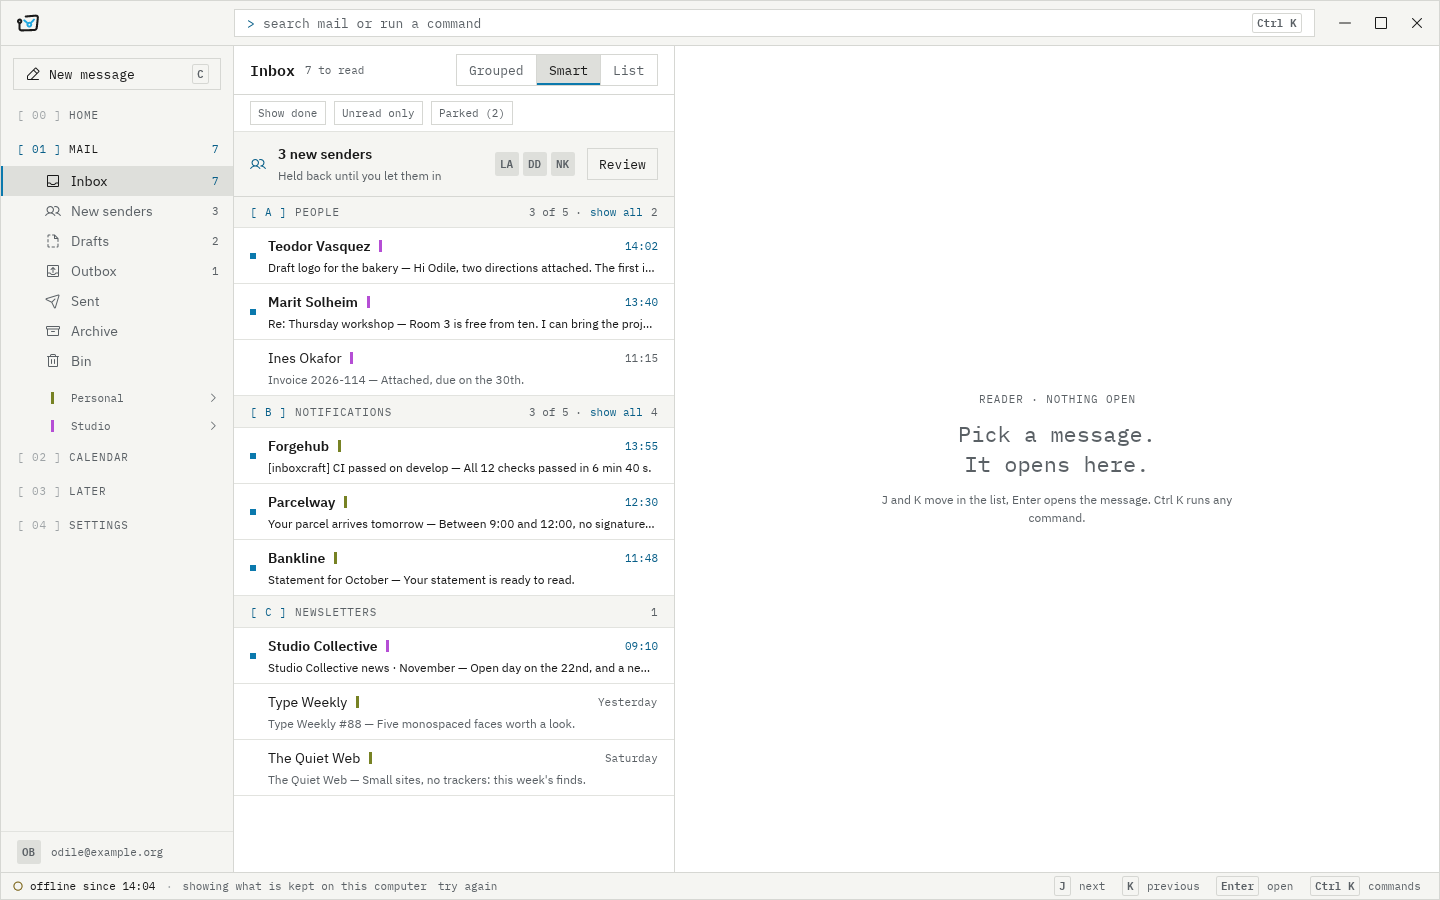 > search mail or run a command Ctrl K
New message C
[ 00 ] HOME
[ 01 ] MAIL 7
Inbox 7
New senders 3
Drafts 2
Outbox 1
Sent
Archive
Bin
Personal
Studio
[ 02 ] CALENDAR
[ 03 ] LATER
[ 04 ] SETTINGS
OB odile@example.org
Inbox 7 to read Grouped Smart List
Show done Unread only Parked (2)
3 new senders
Held back until you let them in
LA DD NK Review
[ A ] PEOPLE 3 of 5 · show all 2
Teodor Vasquez 14:02
Draft logo for the bakery — Hi Odile, two directions attached. The first i...
Marit Solheim 13:40
Re: Thursday workshop — Room 3 is free from ten. I can bring the proj...
Ines Okafor 11:15
Invoice 2026-114 — Attached, due on the 30th.
[ B ] NOTIFICATIONS 3 of 5 · show all 4
Forgehub 13:55
[inboxcraft] CI passed on develop — All 12 checks passed in 6 min 40 s.
Parcelway 12:30
Your parcel arrives tomorrow — Between 9:00 and 12:00, no signature...
Bankline 11:48
Statement for October — Your statement is ready to read.
[ C ] NEWSLETTERS 1
Studio Collective 09:10
Studio Collective news · November — Open day on the 22nd, and a ne...
Type Weekly Yesterday
Type Weekly #88 — Five monospaced faces worth a look.
The Quiet Web Saturday
The Quiet Web — Small sites, no trackers: this week's finds.
READER · NOTHING OPEN
Pick a message.
It opens here.
J and K move in the list, Enter opens the message. Ctrl K runs any
command.
offline since 14:04 · showing what is kept on this computer try again
J next K previous Enter open Ctrl K commands